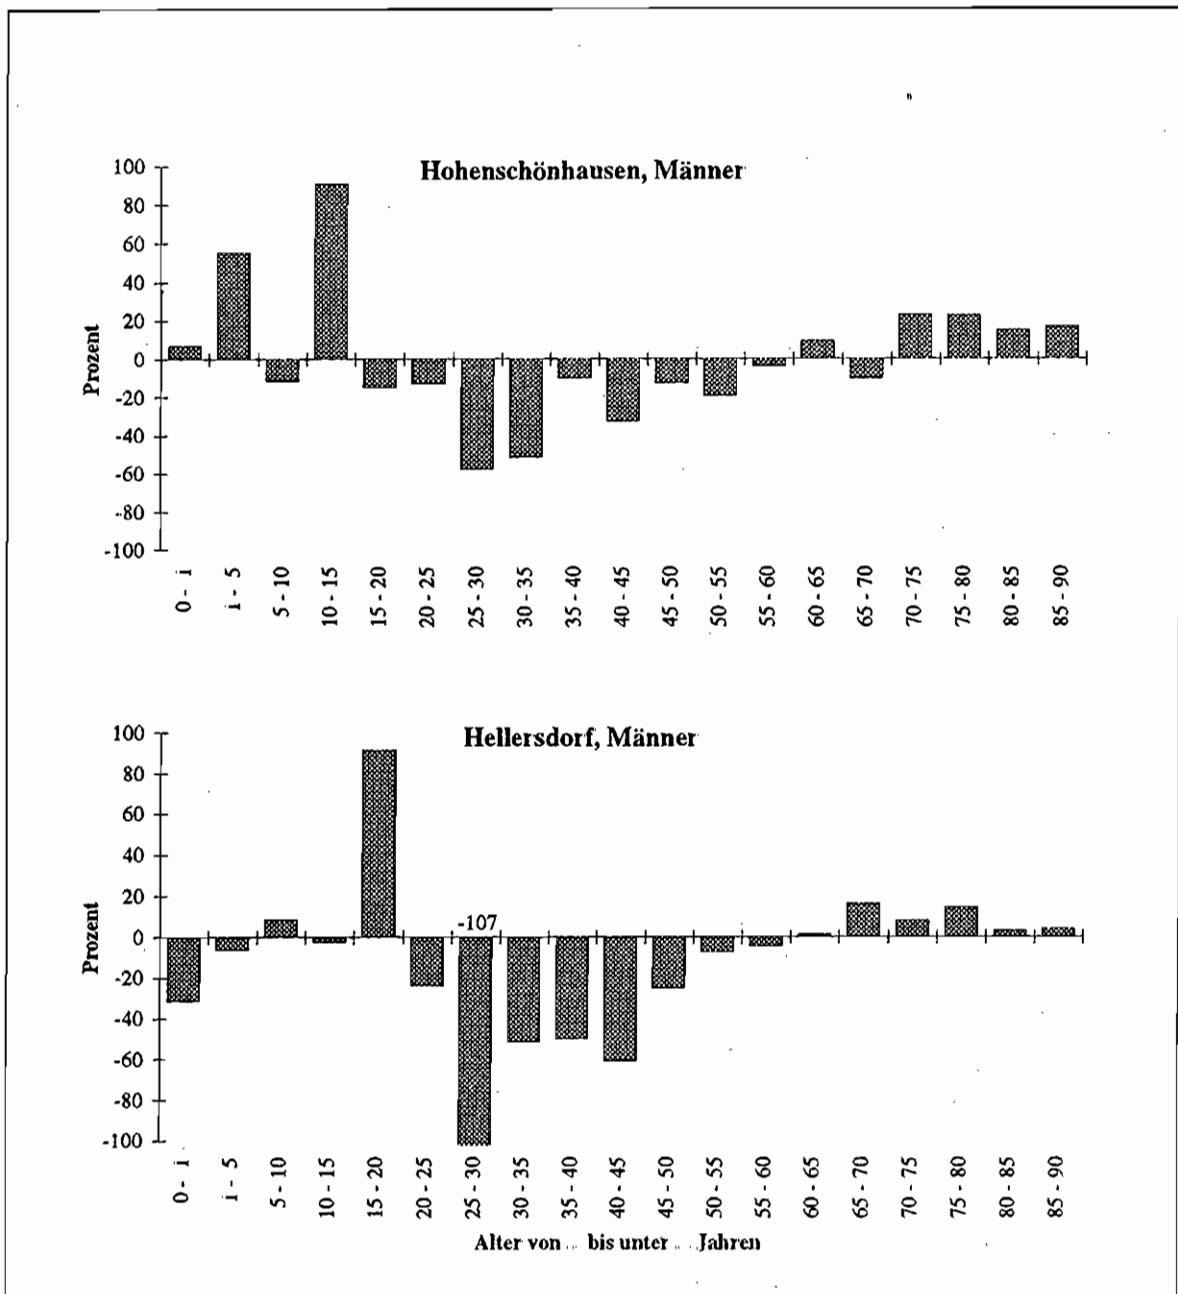 Hohenschönhausen, Männer
Prozent
100
80
60
40
20
0
-20
-40
-60
-80
-100
0 - i
i - 5
5 - 10
10 - 15
15 - 20
20 - 25
25 - 30
30 - 35
35 - 40
40 - 45
45 - 50
50 - 55
55 - 60
60 - 65
65 - 70
70 - 75
75 - 80
80 - 85
85 - 90
Hellersdorf, Männer
Prozent
100
80
60
40
20
0
-20
-40
-60
-80
-100
-107
0 - i
i - 5
5 - 10
10 - 15
15 - 20
20 - 25
25 - 30
30 - 35
35 - 40
40 - 45
45 - 50
50 - 55
55 - 60
60 - 65
65 - 70
70 - 75
75 - 80
80 - 85
85 - 90
Alter von ... bis unter ... Jahren